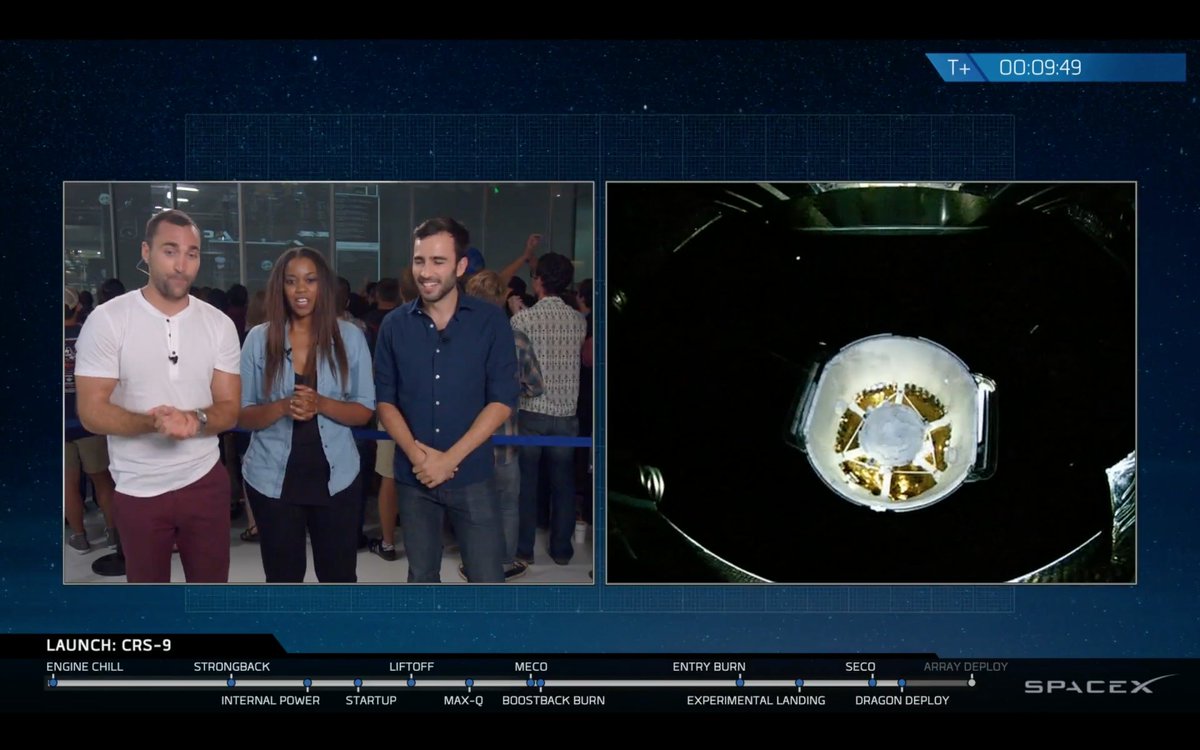 T+ 00:09:49
LAUNCH: CRS-9
ENGINE CHILL STRONGBACK LIFTOFF MECO ENTRY BURN SECO ARRAY DEPLOY
INTERNAL POWER STARTUP MAX-Q BOOSTBACK BURN EXPERIMENTAL LANDING DRAGON DEPLOY
SPACEX